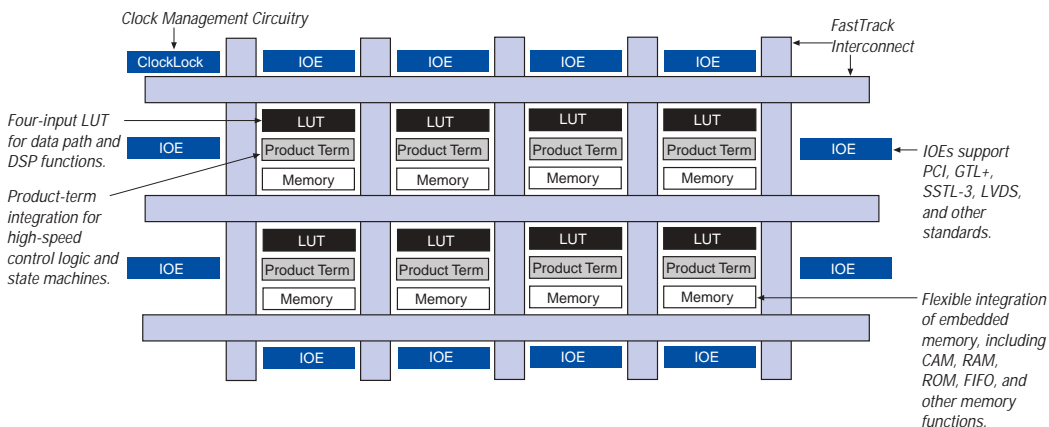 Clock Management Circuitry
FastTrack
Interconnect
ClockLock
IOE
IOE
IOE
IOE
Four-input LUT
for data path and
DSP functions.
LUT
LUT
LUT
LUT
IOE
Product Term
Product Term
Product Term
Product Term
IOE
IOEs support
PCI, GTL+,
SSTL-3, LVDS,
and other
standards.
Memory
Memory
Memory
Memory
Product-term
integration for
high-speed
control logic and
state machines.
LUT
LUT
LUT
LUT
IOE
Product Term
Product Term
Product Term
Product Term
IOE
Memory
Memory
Memory
Memory
Flexible integration
of embedded
memory, including
CAM, RAM,
ROM, FIFO, and
other memory
functions.
IOE
IOE
IOE
IOE